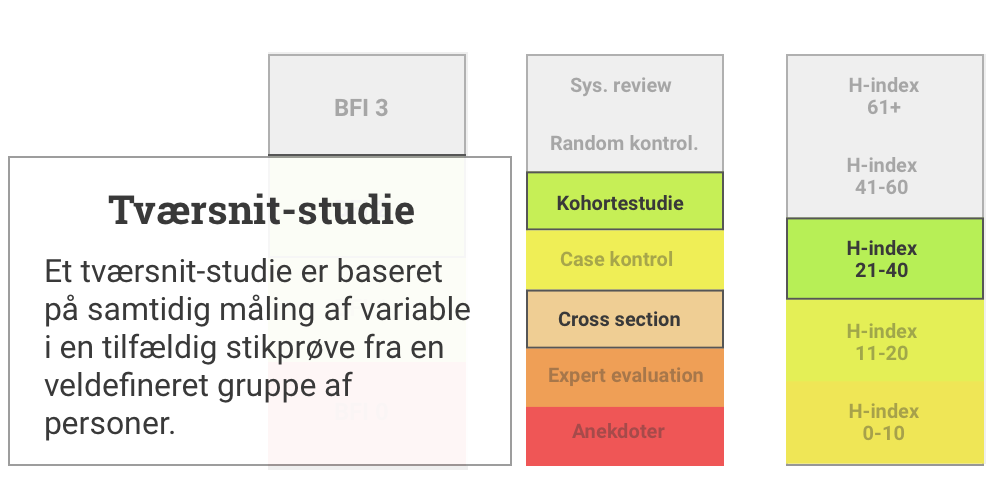 BFI 3
Tværsnit-studie
Et tværsnit-studie er baseret
på samtidig måling af variable
i en tilfældig stikprøve fra en
veldefineret gruppe af
personer.
Sys. review
Random kontrol.
Kohortestudie
Case kontrol
Cross section
Expert evaluation
Anekdoter
H-index
61+
H-index
41-60
H-index
21-40
H-index
11-20
H-index
0-10